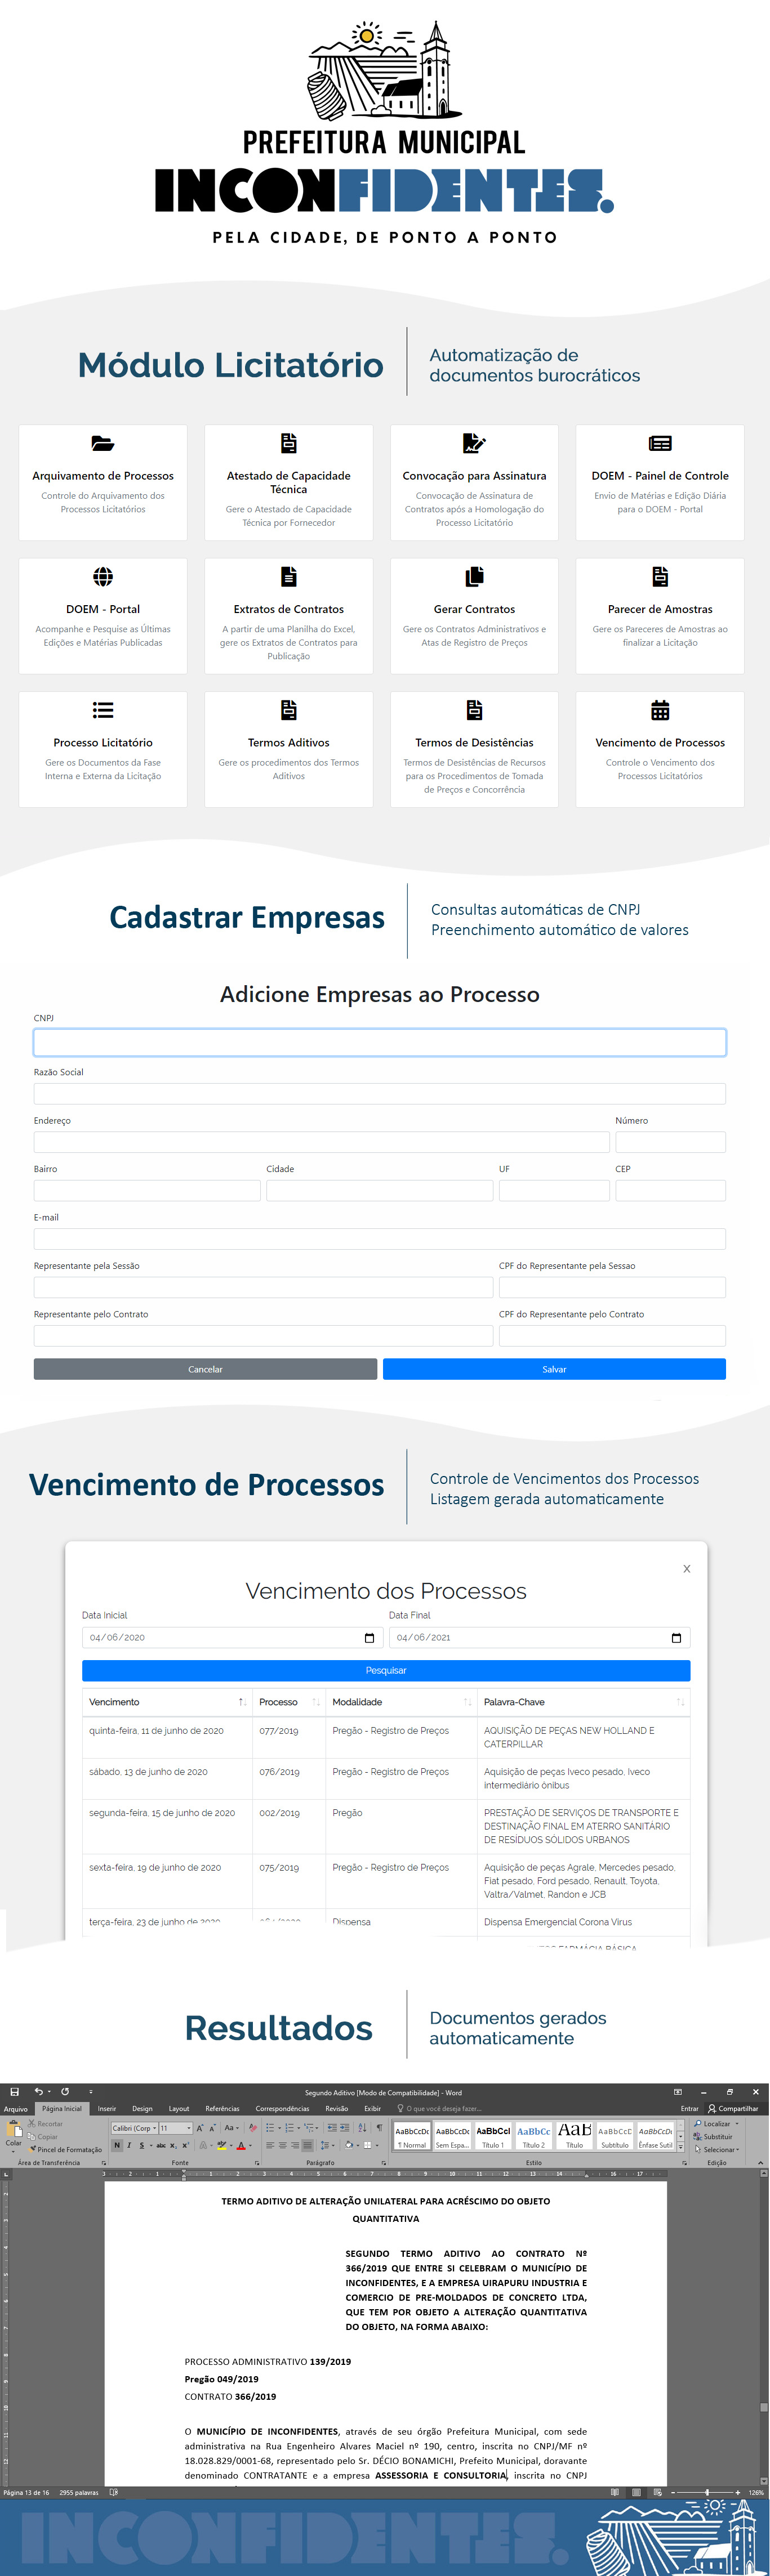 PREFEITURA MUNICIPAL
INCONFIDENTES.
PELA CIDADE, DE PONTO A PONTO
Módulo Licitatório
Automatização de
documentos burocráticos
Arquivamento de Processos
Controle do Arquivamento dos
Processos Licitatórios
Atestado de Capacidade
Técnica
Gere o Atestado de Capacidade
Técnica por Fornecedor
Convocação para Assinatura
Convocação de Assinatura de
Contratos após a Homologação do
Processo Licitatório
DOEM - Painel de Controle
Envio de Matérias e Edição Diária
para o DOEM - Portal
DOEM - Portal
Acompanhe e Pesquise as Últimas
Edições e Matérias Publicadas
Extratos de Contratos
A partir de uma Planilha do Excel,
gere os Extratos de Contratos para
Publicação
Gerar Contratos
Gere os Contratos Administrativos e
Atas de Registro de Preços
Parecer de Amostras
Gere os Pareceres de Amostras ao
finalizar a Licitação
Processo Licitatório
Gere os Documentos da Fase
Interna e Externa da Licitação
Termos Aditivos
Gere os procedimentos dos Termos
Aditivos
Termos de Desistências
Termos de Desistências de Recursos
para os Procedimentos de Tomada
de Preços e Concorrência
Vencimento de Processos
Controle o Vencimento dos
Processos Licitatórios
Cadastrar Empresas
Consultas automáticas de CNPJ
Preenchimento automático de valores
Adicione Empresas ao Processo
CNPJ
Razão Social
Endereço Número
Bairro Cidade UF CEP
E-mail
Representante pela Sessão CPF do Representante pela Sessao
Representante pelo Contrato CPF do Representante pelo Contrato
Cancelar Salvar
Vencimento de Processos
Controle de Vencimentos dos Processos
Listagem gerada automaticamente
X
Vencimento dos Processos
Data Inicial Data Final
04/06/2020 04/06/2021
Pesquisar
Vencimento Processo Modalidade Palavra-Chave
quinta-feira, 11 de junho de 2020 077/2019 Pregão - Registro de Preços AQUISIÇÃO DE PEÇAS NEW HOLLAND E
CATERPILLAR
sábado, 13 de junho de 2020 076/2019 Pregão - Registro de Preços Aquisição de peças Iveco pesado, Iveco
intermediário ônibus
segunda-feira, 15 de junho de 2020 002/2019 Pregão PRESTAÇÃO DE SERVIÇOS DE TRANSPORTE E
DESTINAÇÃO FINAL EM ATERRO SANITÁRIO
DE RESÍDUOS SÓLIDOS URBANOS
sexta-feira, 19 de junho de 2020 075/2019 Pregão - Registro de Preços Aquisição de peças Agrale, Mercedes pesado,
Fiat pesado, Ford pesado, Renault, Toyota,
Valtra/Valmet, Randon e JCB
terça-feira, 23 de junho de 2020 Dispensa Dispensa Emergencial Corona Virus
FARMÁCIA BÁSICA
Resultados
Documentos gerados
automaticamente
Segundo Aditivo [Modo de Compatibilidade] - Word
Arquivo Página Inicial Inserir Design Layout Referências Correspondências Revisão Exibir O que você deseja fazer... Entrar Compartilhar
Colar Recortar
Copiar
Pincel de Formatação
Calibri (Corp 11
AaBbCcDc AaBbCcDc AaBbCcI AaBbCc AaB AaBbCcC AaBbCcDt
1 Normal Sem Espa... Título 1 Título 2 Título Subtítulo Ênfase Sutil
Localizar
Substituir
Selecionar
Área de Transferência Fonte Parágrafo Estilo Edição
TERMO ADITIVO DE ALTERAÇÃO UNILATERAL PARA ACRÉSCIMO DO OBJETO
QUANTITATIVA
SEGUNDO TERMO ADITIVO AO CONTRATO Nº
366/2019 QUE ENTRE SI CELEBRAM O MUNICÍPIO DE
INCONFIDENTES, E A EMPRESA UIRAPURU INDUSTRIA E
COMERCIO DE PRE-MOLDADOS DE CONCRETO LTDA,
QUE TEM POR OBJETO A ALTERAÇÃO QUANTITATIVA
DO OBJETO, NA FORMA ABAIXO:
PROCESSO ADMINISTRATIVO 139/2019
Pregão 049/2019
CONTRATO 366/2019
O MUNICÍPIO DE INCONFIDENTES, através de seu órgão Prefeitura Municipal, com sede
administrativa na Rua Engenheiro Alvares Maciel nº 190, centro, inscrita no CNPJ/MF nº
18.028.829/0001-68, representado pelo Sr. DÉCIO BONAMICHI, Prefeito Municipal, doravante
denominado CONTRATANTE e a empresa ASSESSORIA E CONSULTORIA, inscrita no CNPJ
Página 13 de 16 2955 palavras 126%
INCONFIDENTES.